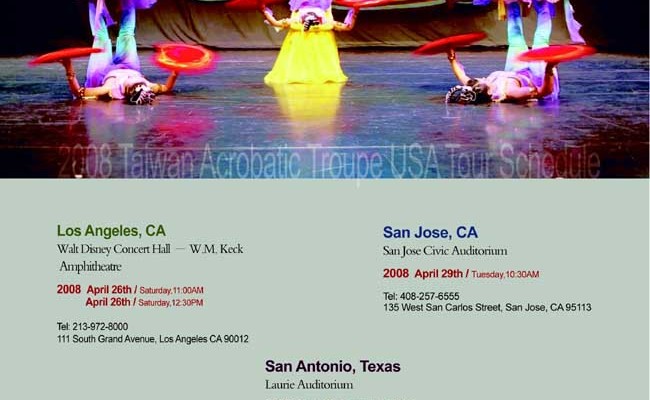 2008 Taiwan Acrobatic Troupe USA Tour Schedule
Los Angeles, CA
Walt Disney Concert Hall — W.M. Keck
Amphitheatre
2008 April 26th / Saturday,11:00AM
April 26th / Saturday,12:30PM
Tel: 213-972-8000
111 South Grand Avenue, Los Angeles CA 90012
San Jose, CA
San Jose Civic Auditorium
2008 April 29th / Tuesday,10:30AM
Tel: 408-257-6555
135 West San Carlos Street, San Jose, CA 95113
San Antonio, Texas
Laurie Auditorium